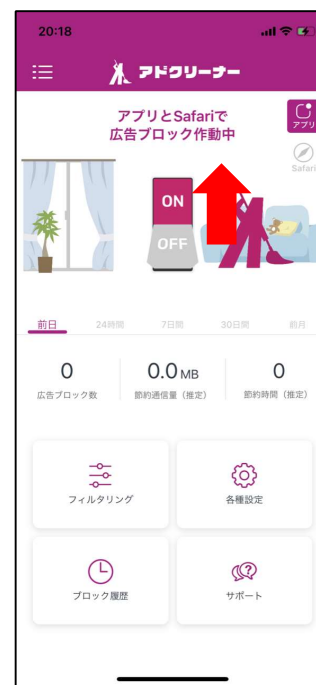 20:18
アドクリーナー
アプリとSafariで
広告ブロック作動中
アプリ
Safari
ON
OFF
前日 24時間 7日間 30日間 前月
0 0.0 MB 0
広告ブロック数 節約通信量（推定） 節約時間（推定）
フィルタリング 各種設定
ブロック履歴 サポート